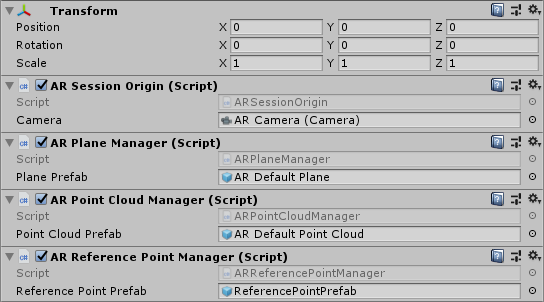 Transform
Position X 0 Y 0 Z 0
Rotation X 0 Y 0 Z 0
Scale X 1 Y 1 Z 1
AR Session Origin (Script)
Script ARSessionOrigin
Camera AR Camera (Camera)
AR Plane Manager (Script)
Script ARPlaneManager
Plane Prefab AR Default Plane
AR Point Cloud Manager (Script)
Script ARPointCloudManager
Point Cloud Prefab AR Default Point Cloud
AR Reference Point Manager (Script)
Script ARReferencePointManager
Reference Point Prefab ReferencePointPrefab